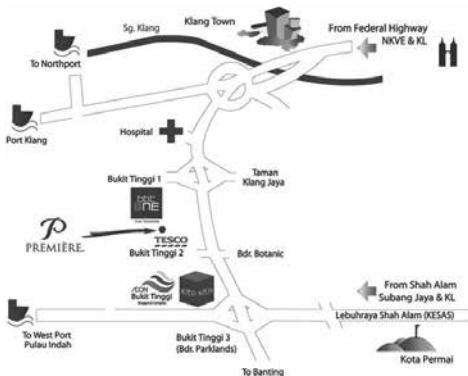 Klang Town
Sg. Klang
From Federal Highway
NKVE & KL
To Northport
Port Klang
Hospital
Bukit Tinggi 1
Taman
Klang Jaya
bbt
ONE
P
PREMIÈRE
TESCO
Bukit Tinggi 2
Bdr. Botanic
ÆON
Bukit Tinggi
From Shah Alam
Subang Jaya & KL
Lebuhraya Shah Alam (KESAS)
To West Port
Pulau Indah
Bukit Tinggi 3
(Bdr. Parklands)
Kota Permai
To Banting